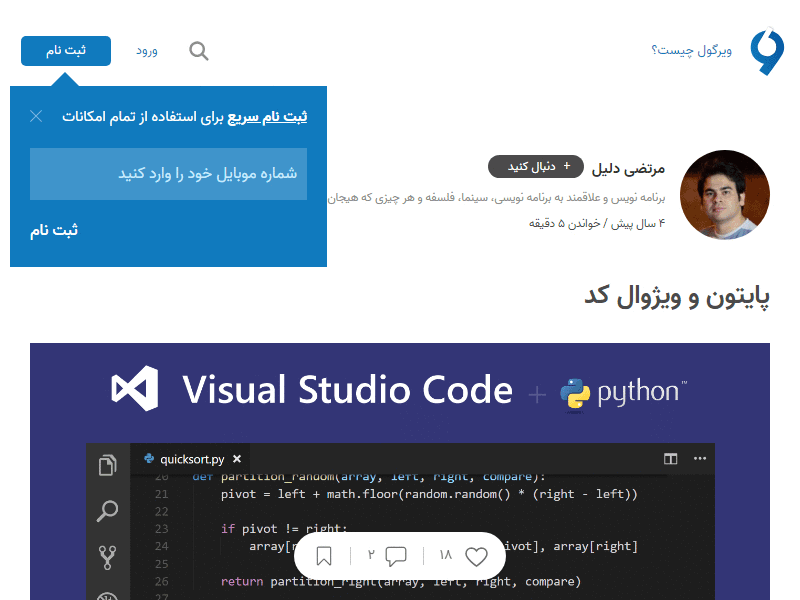 ویرگول چیست؟
ورود
ثبت نام
ثبت نام سریع برای استفاده از تمام امکانات
شماره موبایل خود را وارد کنید
ثبت نام
مرتضی دلیل
+ دنبال کنید
برنامه نویس و علاقمند به برنامه نویسی، سینما، فلسفه و هر چیزی که هیجان
۴ سال پیش / خواندن ۵ دقیقه
پایتون و ویژوال کد
Visual Studio Code + python™
quicksort.py
20 def partition_random(array, left, right, compare):
21 pivot = left + math.floor(random.random() * (right - left))
22
23 if pivot != right:
24 array[ri pivot], array[right]
25
26 return partition_right(array, left, right, compare)
27
۱۸
۲